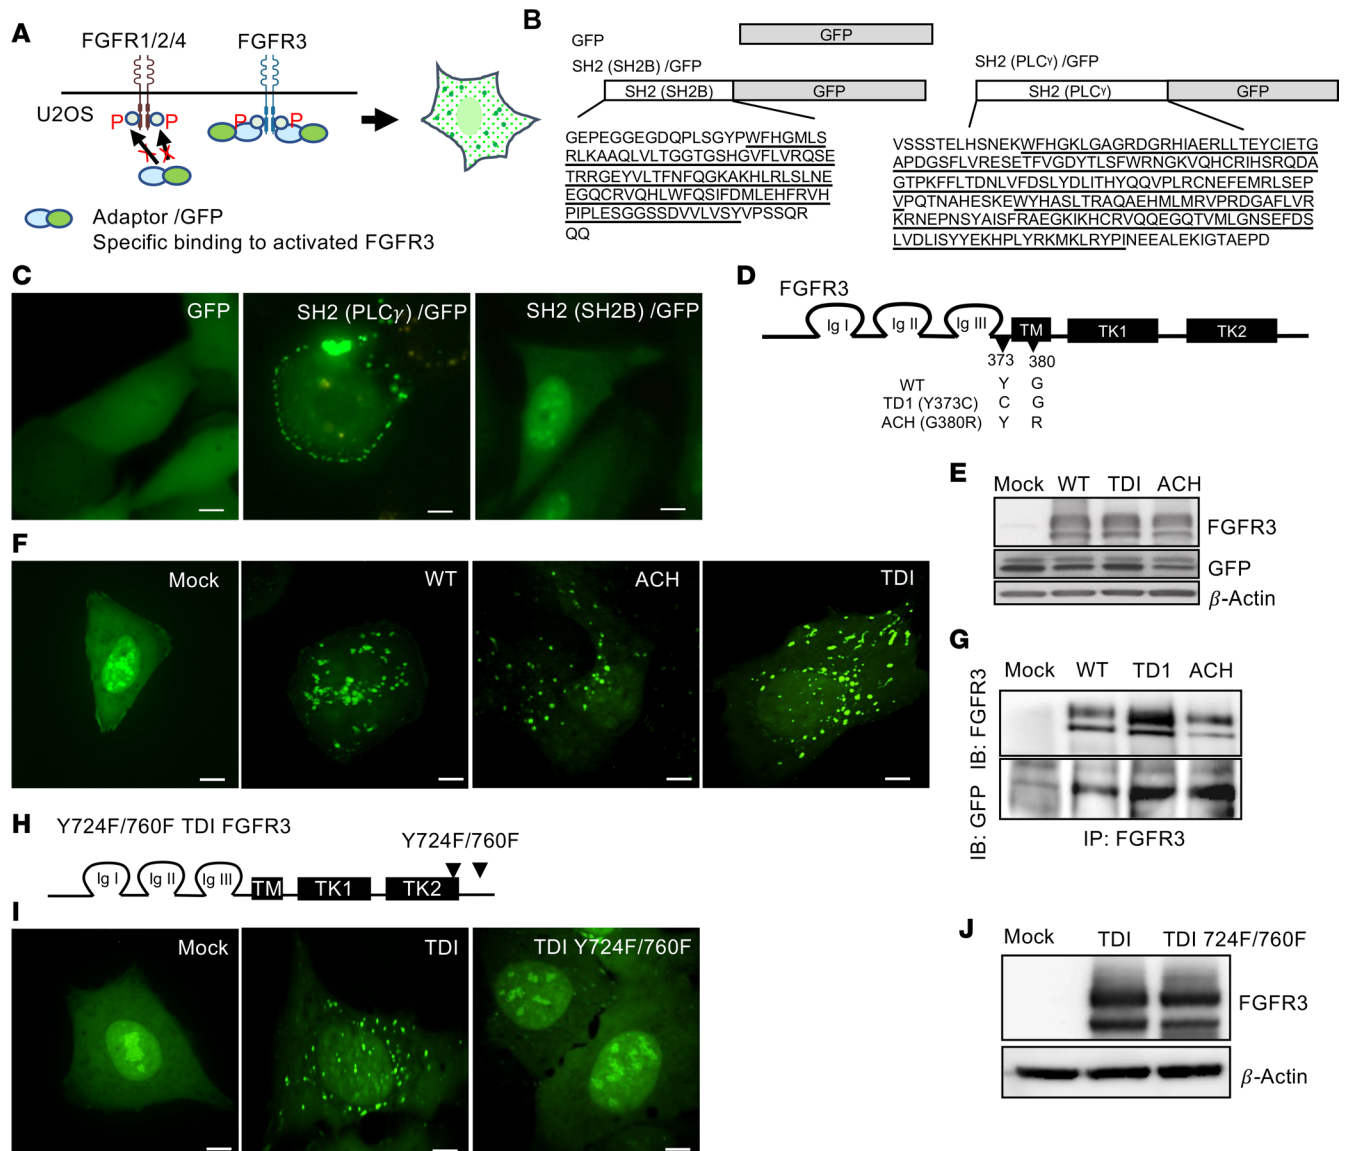 A
FGFR1/2/4
FGFR3
U2OS
P
P
P
P
Adaptor /GFP
Specific binding to activated FGFR3
B
GFP
GFP
SH2 (SH2B) /GFP
SH2 (SH2B)
GFP
GEPEGGEGDQPLSGYPWFHGMLS
RLKAAQLVLTGGTGSHGVFLVRQSE
TRRGEYVLTFNFQGKAKHLRLSLNE
EGQCRVQHLWFQSIFDMLEHFRVH
PIPLESGGSSDVVLVSYVPSSQR
QQ
SH2 (PLCγ) /GFP
SH2 (PLCγ)
GFP
VSSSTELHSNEKWFHGKLGAGRDGRHIAERLLTEYCIETG
APDGSFLVRESETFVGDYTLSFWRNGKVQHCRIHSRQDA
GTPKFFLTDNLVFDSLYDLITHYQQVPLRCNEFEMRLSEP
VPQTNAHESKEWYHASLTRAQAEHMLMRVPRDGAFLVR
KRNEPNSYAISFRAEGKIKHCRVQQEGQTVMLGNSEFDS
LVDLISYYEKHPLYRKMKLRYPINEEALEKIGTAEPD
C
GFP
SH2 (PLCγ) /GFP
SH2 (SH2B) /GFP
D
FGFR3
Ig I
Ig II
Ig III
TM
TK1
TK2
373 380
WT Y G
TD1 (Y373C) C G
ACH (G380R) Y R
E
Mock WT TDI ACH
FGFR3
GFP
β-Actin
F
Mock
WT
ACH
TDI
G
Mock WT TD1 ACH
IB: FGFR3
IB: GFP
IP: FGFR3
H
Y724F/760F TDI FGFR3
Y724F/760F
Ig I
Ig II
Ig III
TM
TK1
TK2
I
Mock
TDI
TDI Y724F/760F
J
Mock TDI TDI 724F/760F
FGFR3
β-Actin